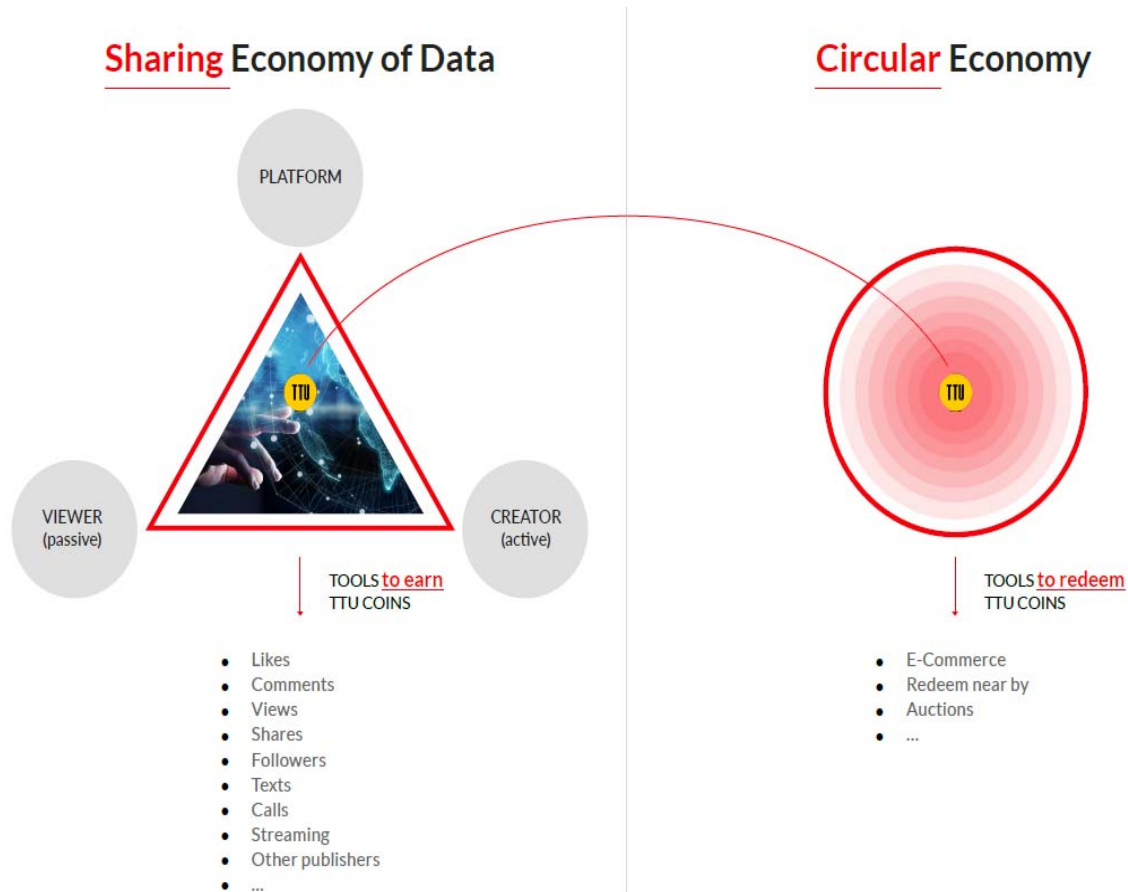 Sharing Economy of Data
PLATFORM
TTU
VIEWER
(passive)
CREATOR
(active)
TOOLS to earn
TTU COINS
• Likes
• Comments
• Views
• Shares
• Followers
• Texts
• Calls
• Streaming
• Other publishers
• ...
Circular Economy
TTU
TOOLS to redeem
TTU COINS
• E-Commerce
• Redeem near by
• Auctions
• ...